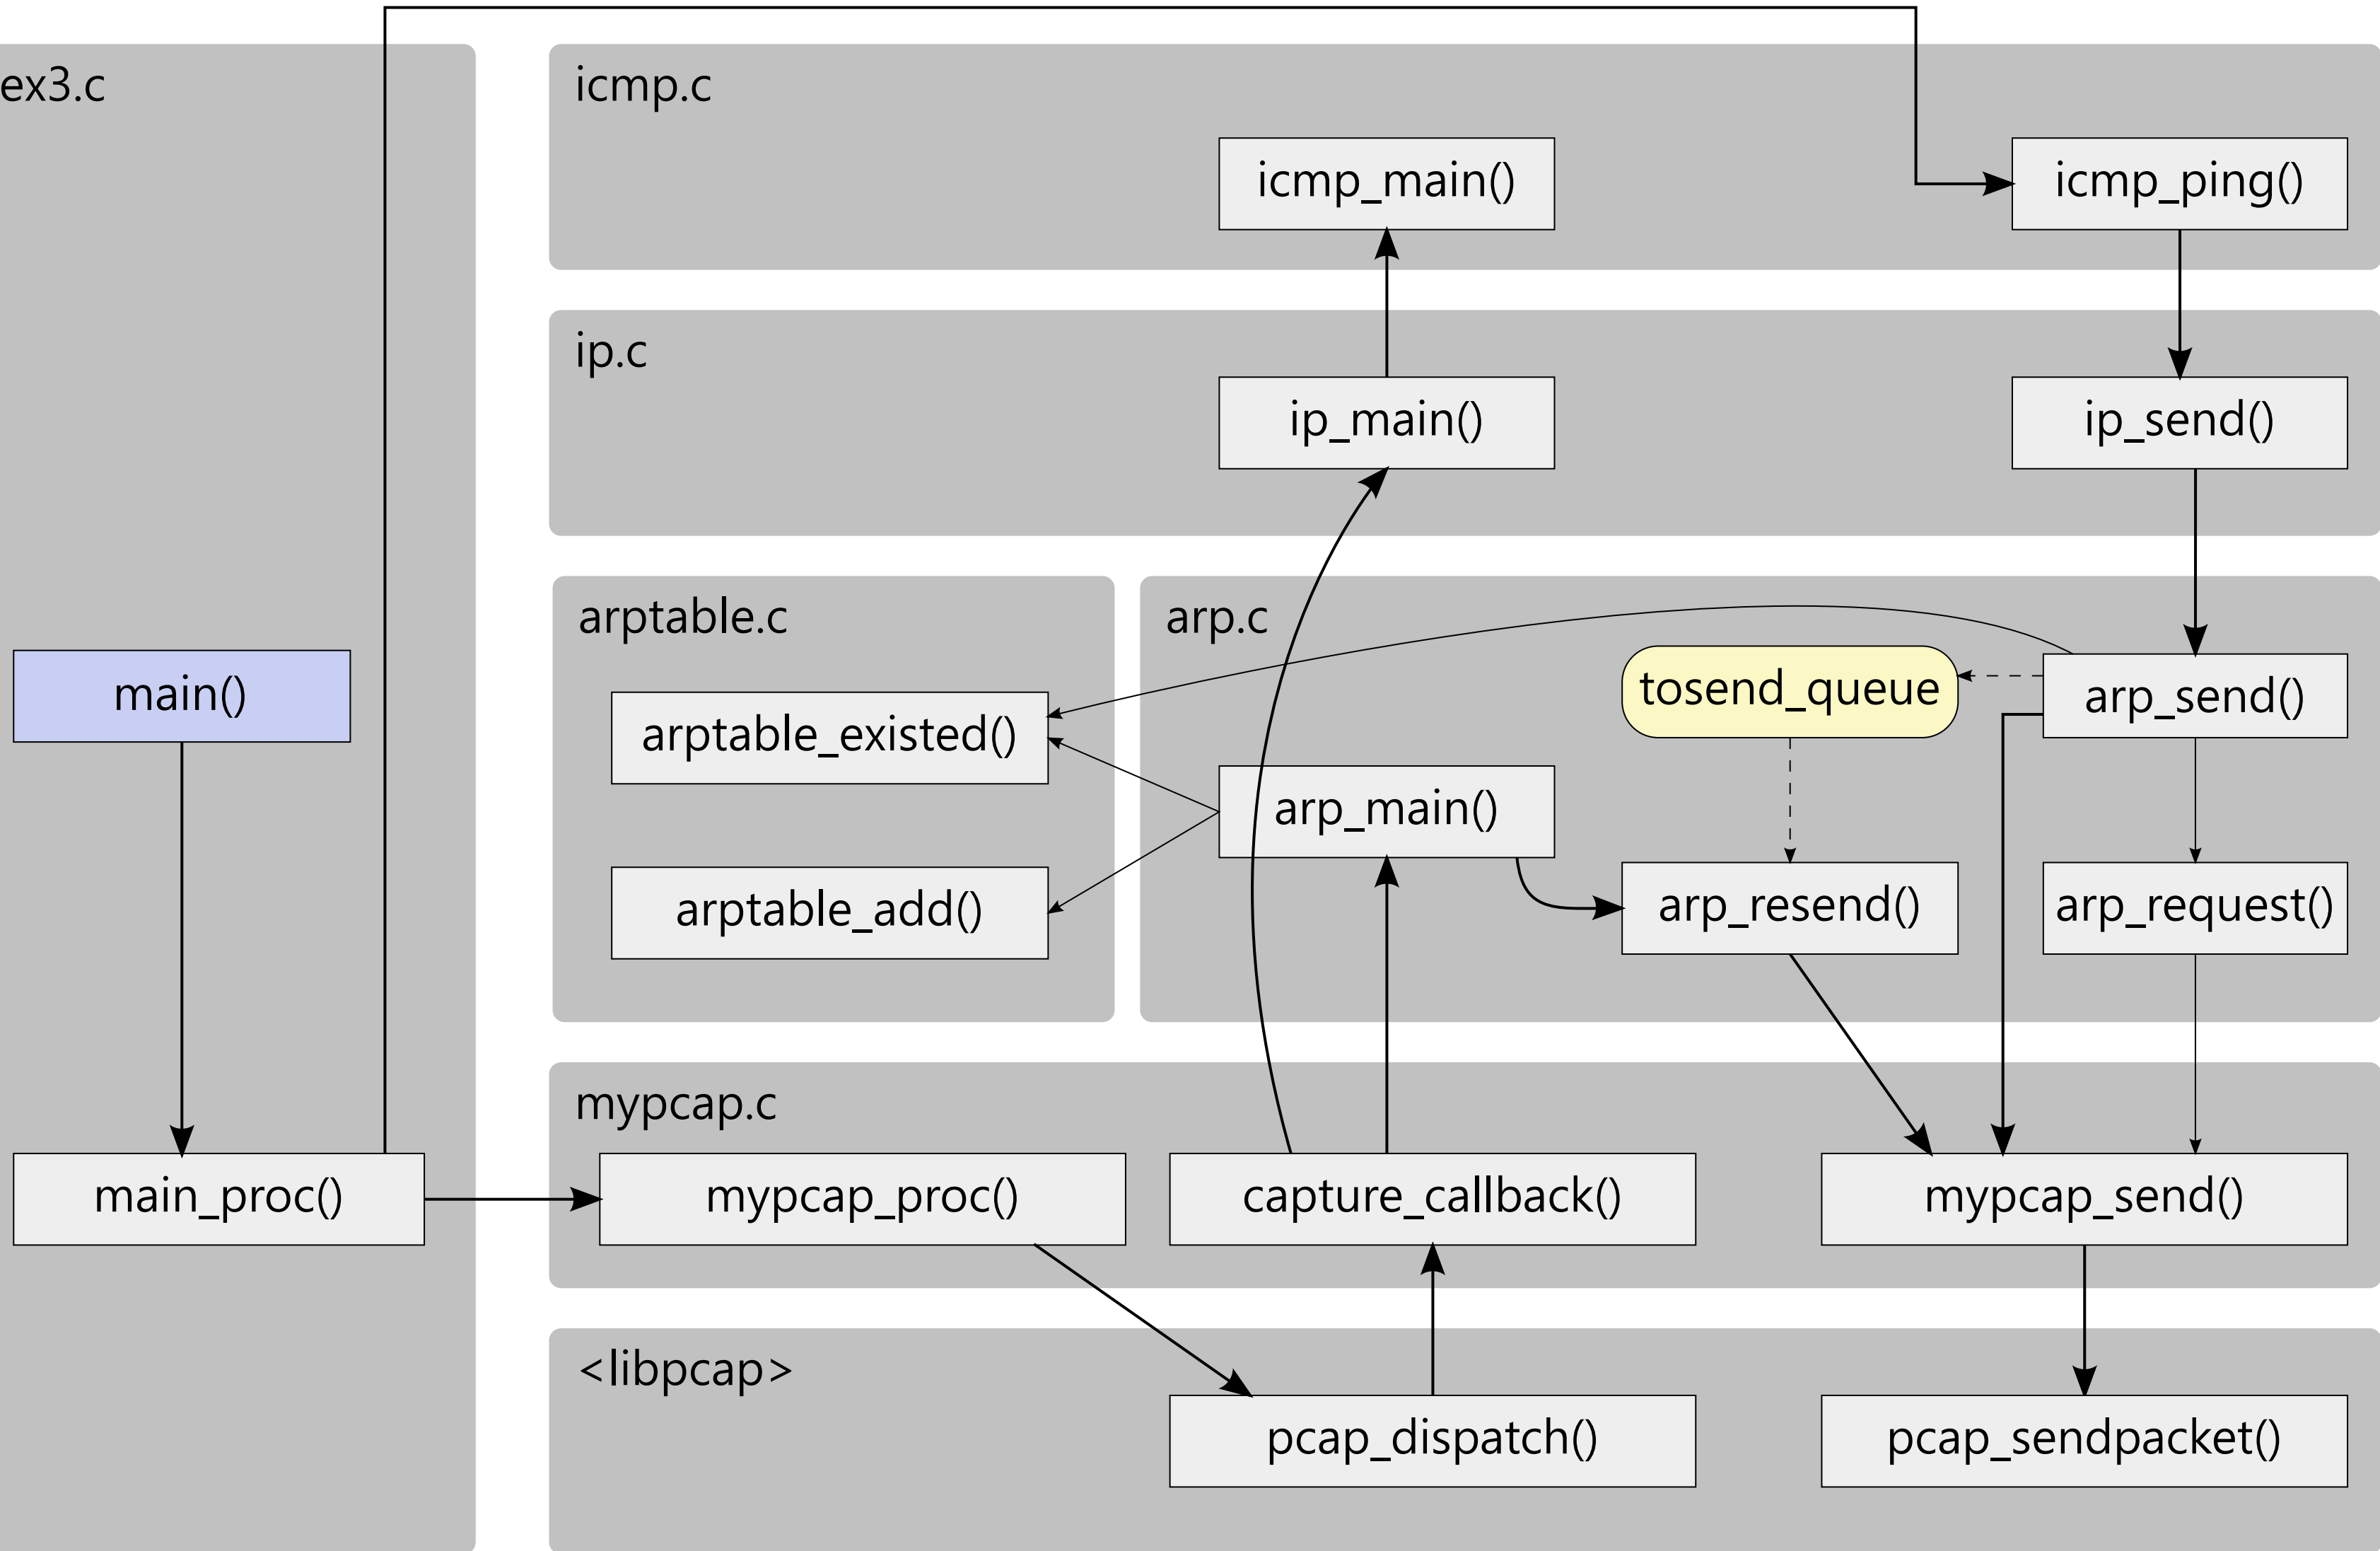 ex3.c
icmp.c
icmp_main()
icmp_ping()
ip.c
ip_main()
ip_send()
arptable.c
arp.c
main()
arptable_existed()
tosend_queue
arp_send()
arp_main()
arptable_add()
arp_resend()
arp_request()
mypcap.c
main_proc()
mypcap_proc()
capture_callback()
mypcap_send()
<libpcap>
pcap_dispatch()
pcap_sendpacket()